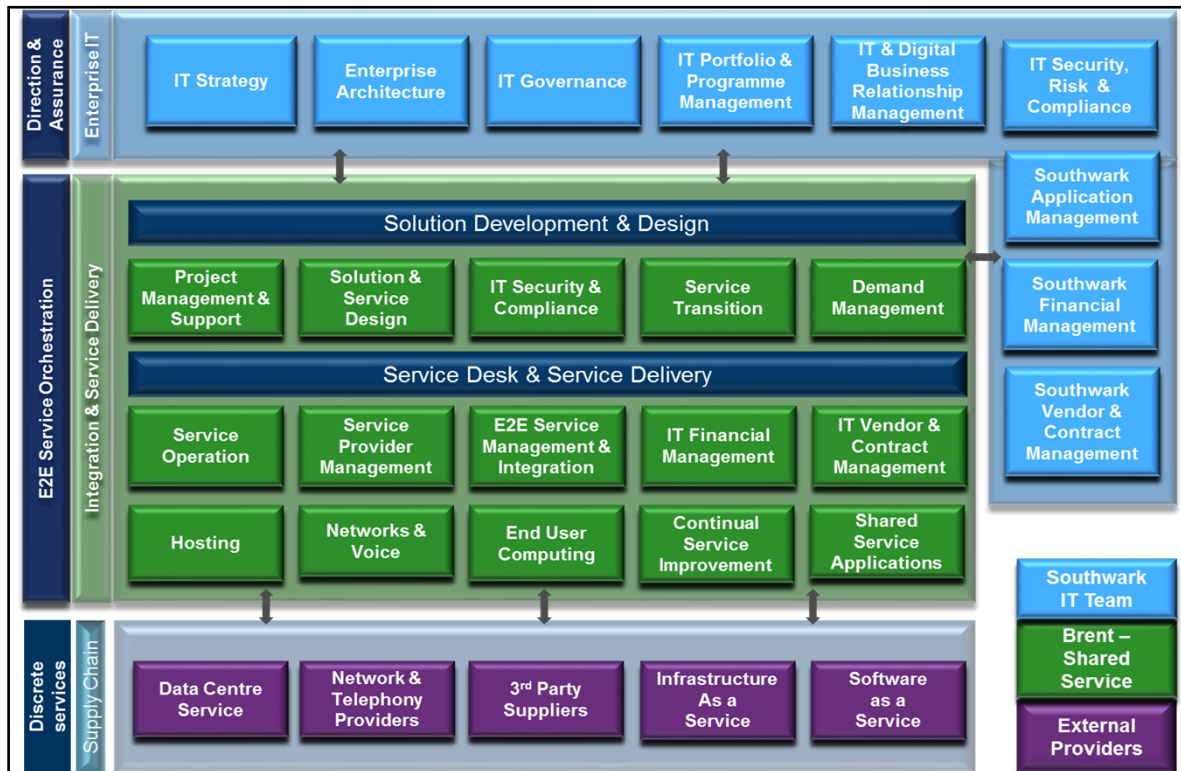 Direction &
Assurance
Enterprise IT
IT Strategy
Enterprise
Architecture
IT Governance
IT Portfolio &
Programme
Management
IT & Digital
Business
Relationship
Management
IT Security,
Risk &
Compliance
Southwark
Application
Management
Southwark
Financial
Management
Southwark
Vendor &
Contract
Management
E2E Service Orchestration
Integration & Service Delivery
Solution Development & Design
Project
Management &
Support
Solution &
Service
Design
IT Security &
Compliance
Service
Transition
Demand
Management
Service Desk & Service Delivery
Service
Operation
Service
Provider
Management
E2E Service
Management &
Integration
IT Financial
Management
IT Vendor &
Contract
Management
Hosting
Networks &
Voice
End User
Computing
Continual
Service
Improvement
Shared
Service
Applications
Discrete
services
Supply Chain
Data Centre
Service
Network &
Telephony
Providers
3rd Party
Suppliers
Infrastructure
As a
Service
Software
as a
Service
Southwark
IT Team
Brent –
Shared
Service
External
Providers